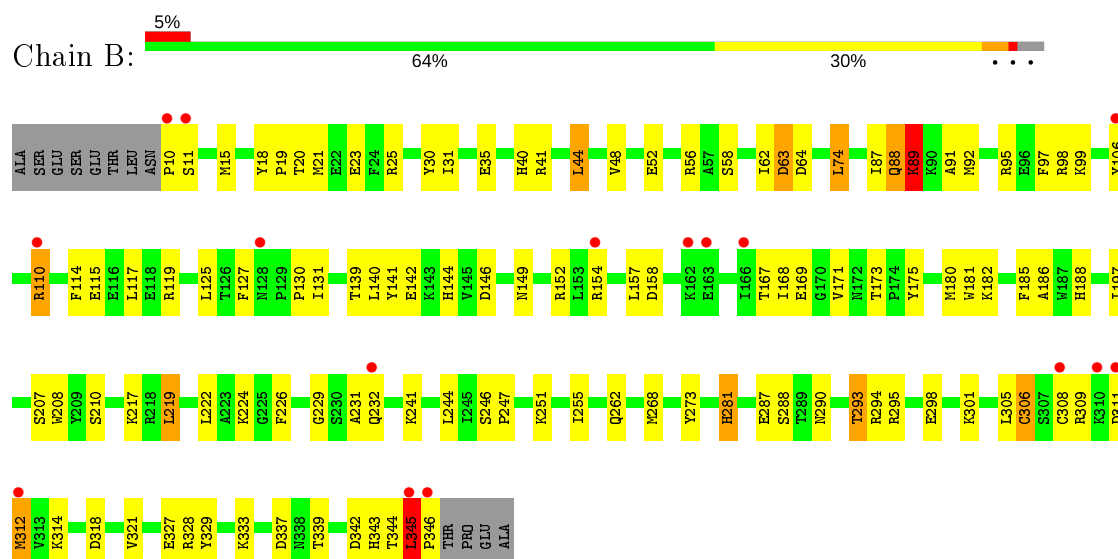 5%
Chain B:
64% 30% • • •
ALA SER GLU SER GLU THR LEU ASN P10 S11 M15 Y18 P19 T20 M21 E22 E23 F24 R25 Y30 I31 E35 H40 R41 L44 V48 E52 R56 A57 S58 I62 D63 D64 L74 I87 Q88 K89 K90 A91 M92 R95 E96 F97 R98 K99 Y106
R110 F114 E115 E116 L117 E118 R119 L125 T126 F127 N128 P129 P130 I131 T139 L140 Y141 E142 K143 H144 V145 D146 N149 R152 L153 R154 L157 D158 K162 E163 I166 T167 I168 E169 G170 V171 N172 T173 P174 Y175 M180 W181 K182 F185 A186 W187 H188 I197
S207 W208 Y209 S210 K217 R218 L219 L222 A223 K224 G225 F226 G229 S230 A231 Q232 K241 L244 I245 S246 P247 K251 I255 Q262 M268 Y273 H281 E287 S288 T289 N290 T293 R294 R295 E298 K301 L305 C306 S307 C308 R309 K310 D311
M312 V313 K314 D318 V321 E327 R328 Y329 K333 D337 N338 T339 D342 H343 T344 L345 P346 THR PRO GLU ALA